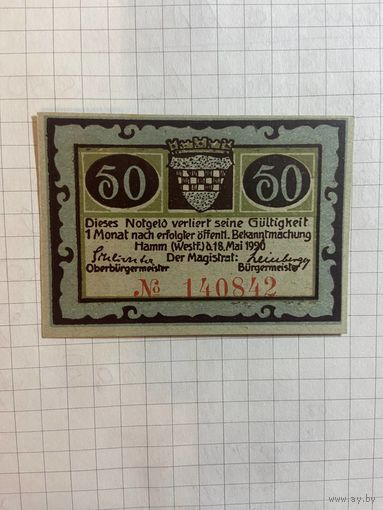 50 50
Dieses Notgeld verliert seine Gültigkeit
1 Monat nach erfolgter öffentl. Bekanntmachung
Hamm (Westf.) d. 18. Mai 1920
Der Magistrat:
Oberbürgermeister Bürgermeister
No 140842
www.ay.by